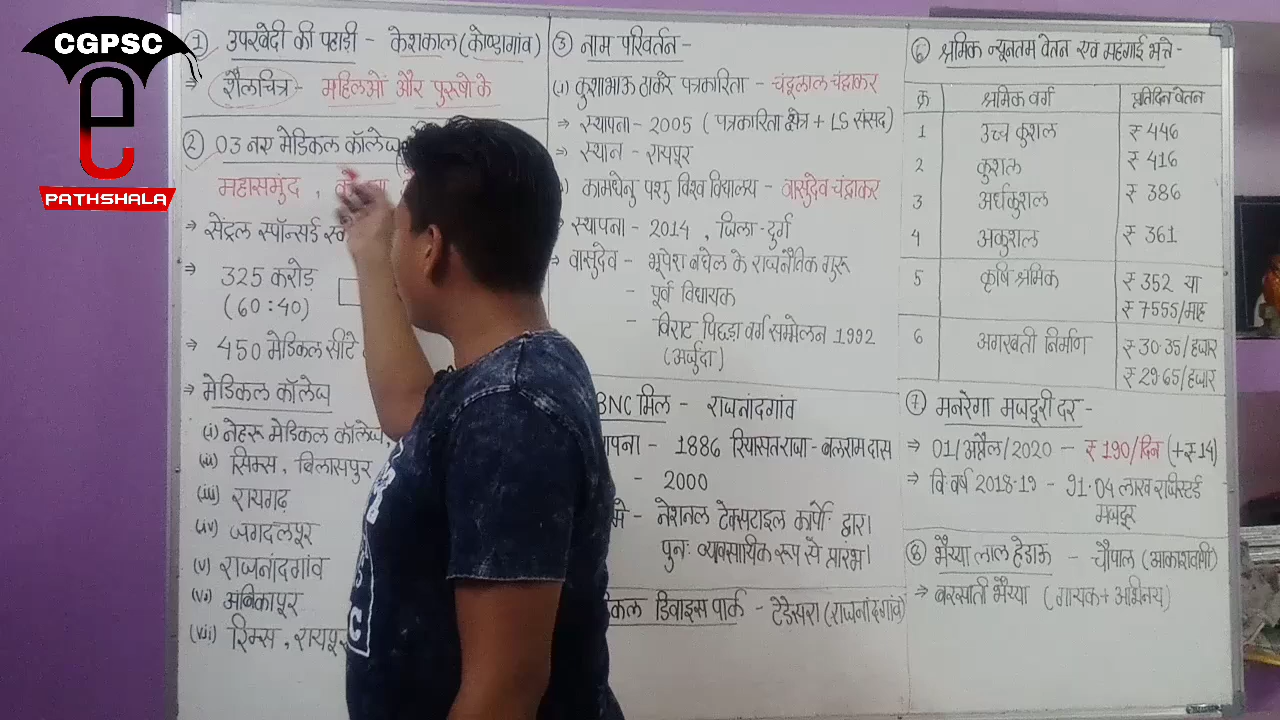 CGPSC
PATHSHALA
① उपरवेदी की पहाड़ी - केशकाल (कोण्डागांव)
⇒ शैलचित्र - महिलओं और पुरुषो के
② 03 नए मेडिकल कॉलेज
महासमुंद ,
⇒ सेंट्रल स्पॉन्सर्ड
⇒ 325 करोड़
(60:40)
⇒ 450 मेडिकल सीटे
⇒ मेडिकल कॉलेज
(i) नेहरू मेडिकल कॉलेज,
(ii) सिम्स, बिलासपुर
(iii) रायगढ़
(iv) जगदलपूर
(v) राजनांदगांव
(vi) अंबिकापूर
(vii) रिम्स, रायपूर
③ नाम परिवर्तन -
(i) कुशाभाऊ ठाकरे पत्रकारिता - चंदूलाल चंद्राकर
⇒ स्थापना - 2005 ( पत्रकारिता क्षेत्र + LS संसद)
⇒ स्थान - रायपूर
कामधेनु पशु विश्वविद्यालय - वासुदेव चंद्राकर
⇒ स्थापना - 2014 , जिला - दुर्ग
⇒ वासुदेव - भूपेश बघेल के राजनैतिक गुरू
- पूर्व विधायक
- विराट पिछड़ा वर्ग सम्मेलन 1992
(अर्जुंदा)
BNC मिल - राजनांदगांव
- 1886 रियासत राजा - बलराम दास
- 2000
- नेशनल टेक्सटाइल कार्पो. द्वारा
पुनः व्यवसायिक रूप से प्रारंभ।
डिवाइस पार्क - टेड़ेसरा (राजनांदगांव)
⑥ श्रमिक न्यूनतम वेतन एवं महंगाई भत्ते -
क्र श्रमिक वर्ग प्रतिदिन वेतन
1 उच्च कुशल ₹ 446
2 कुशल ₹ 416
3 अर्धकुशल ₹ 386
4 अकुशल ₹ 361
5 कृषि श्रमिक ₹ 352 या
₹ 7555/माह
6 अगरबती निर्माण ₹ 30.35/हजार
₹ 29.65/हजार
⑦ मनरेगा मजदूरी दर -
⇒ 01/अप्रैल/2020 - ₹ 190/दिन (+₹14)
⇒ वि. वर्ष 2018-19 - 91.04 लाख रजिस्टर्ड
मजदूर
⑧ भैय्या लाल हेडाऊ - चौपाल (आकाशवाणी)
⇒ बरसाती भैय्या (गायक + अभिनय)